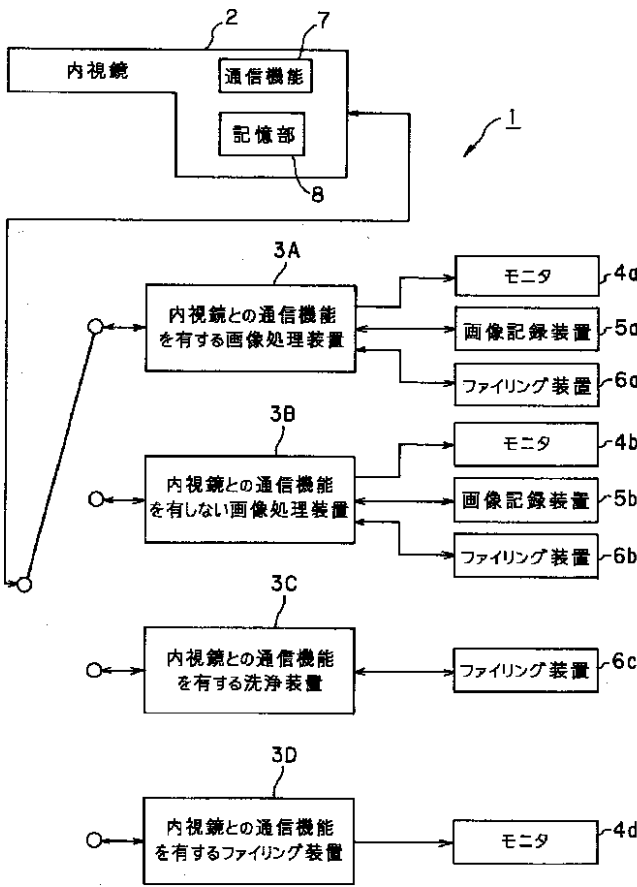 2
7
内視鏡
通信機能
1
記憶部
8
3A
内視鏡との通信機能
を有する画像処理装置
モニタ
4a
画像記録装置
5a
ファイリング装置
6a
3B
内視鏡との通信機能
を有しない画像処理装置
モニタ
4b
画像記録装置
5b
ファイリング装置
6b
3C
内視鏡との通信機能
を有する洗浄装置
ファイリング装置
6c
3D
内視鏡との通信機能
を有するファイリング装置
モニタ
4d